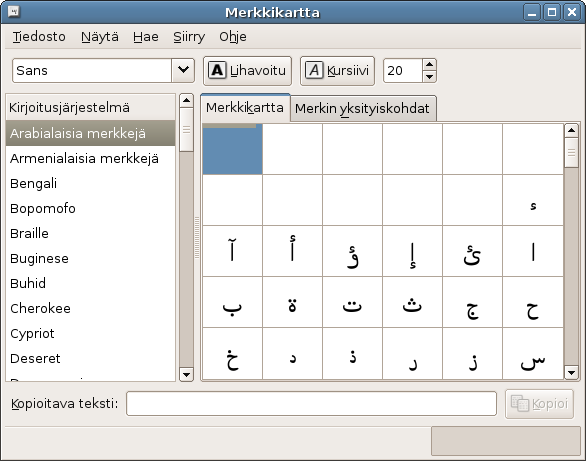 Merkkikartta
Tiedosto Näytä Hae Siirry Ohje
Sans A Lihavoitu A Kursiivi 20
Kirjoitusjärjestelmä
Arabialaisia merkkejä
Armenialaisia merkkejä
Bengali
Bopomofo
Braille
Buginese
Buhid
Cherokee
Cypriot
Deseret
Merkkikartta Merkin yksityiskohdat
ء
آ أ ؤ إ ئ ا
ب ة ت ث ج ح
خ د ذ ر ز س
Kopioitava teksti: Kopioi